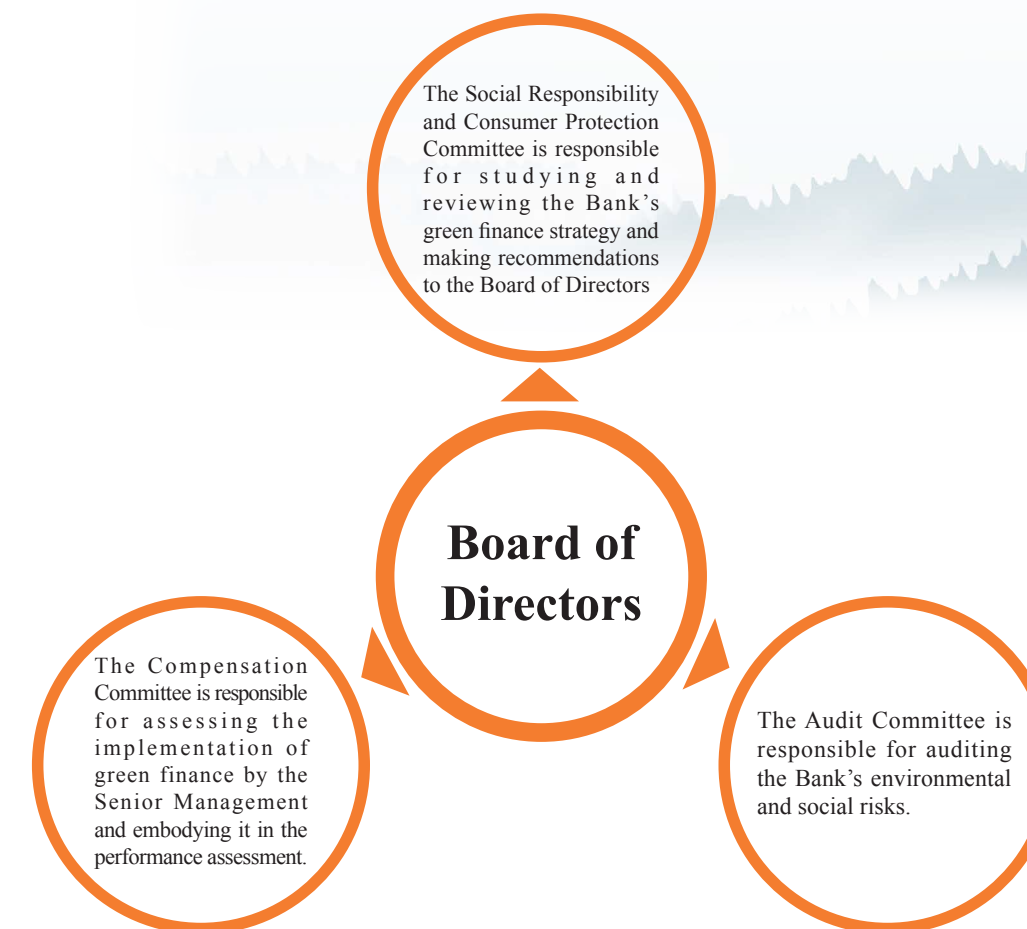 The Social Responsibility
and Consumer Protection
Committee is responsible
for studying and
reviewing the Bank’s
green finance strategy and
making recommendations
to the Board of Directors
Board of
Directors
The Compensation
Committee is responsible
for assessing the
implementation of
green finance by the
Senior Management
and embodying it in the
performance assessment.
The Audit Committee is
responsible for auditing
the Bank’s environmental
and social risks.